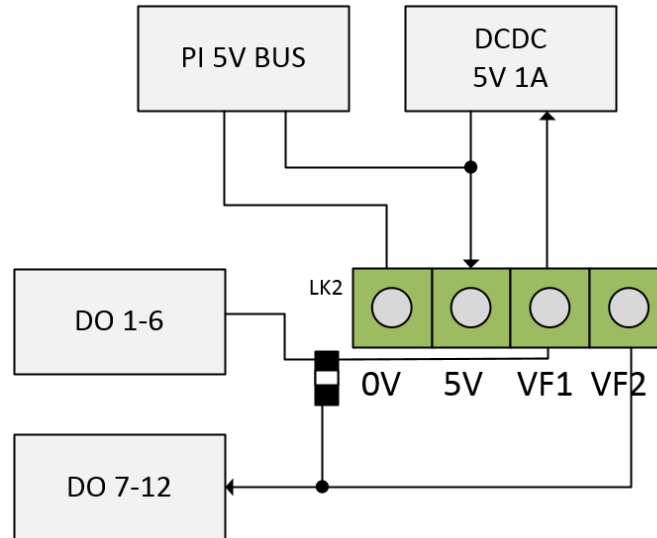 PI 5V BUS
DCDC
5V 1A
LK2
DO 1-6
0V
5V
VF1
VF2
DO 7-12